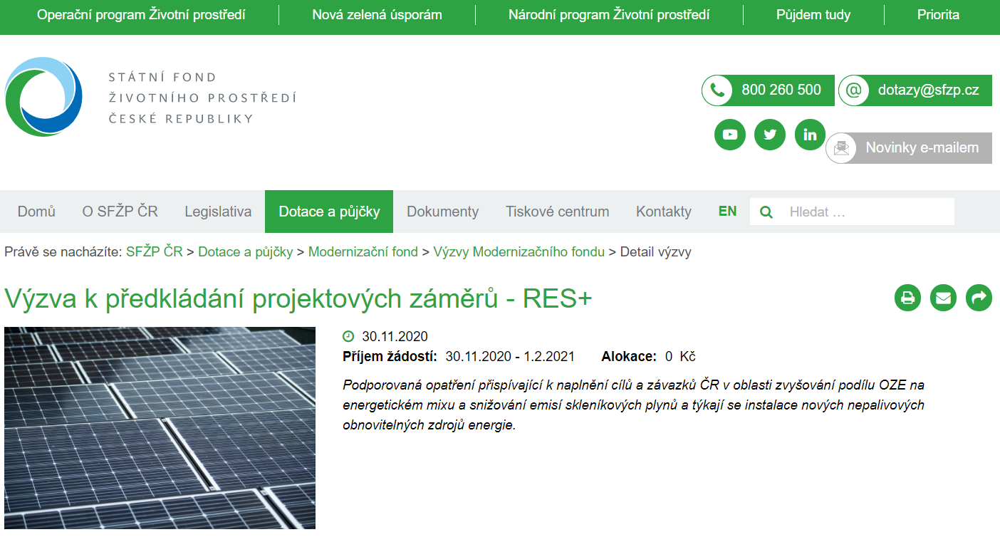 Operační program Životní prostředí
Nová zelená úsporám
Národní program Životní prostředí
Půjdem tudy
Priorita
STÁTNÍ FOND
ŽIVOTNÍHO PROSTŘEDÍ
ČESKÉ REPUBLIKY
800 260 500
@ dotazy@sfzp.cz
in
Novinky e-mailem
Domů
O SFŽP ČR
Legislativa
Dotace a půjčky
Dokumenty
Tiskové centrum
Kontakty
EN
Hledat …
Právě se nacházíte: SFŽP ČR > Dotace a půjčky > Modernizační fond > Výzvy Modernizačního fondu > Detail výzvy
Výzva k předkládání projektových záměrů - RES+
30.11.2020
Příjem žádostí: 30.11.2020 - 1.2.2021 Alokace: 0 Kč
Podporovaná opatření přispívající k naplnění cílů a závazků ČR v oblasti zvyšování podílu OZE na
energetickém mixu a snižování emisí skleníkových plynů a týkají se instalace nových nepalivových
obnovitelných zdrojů energie.